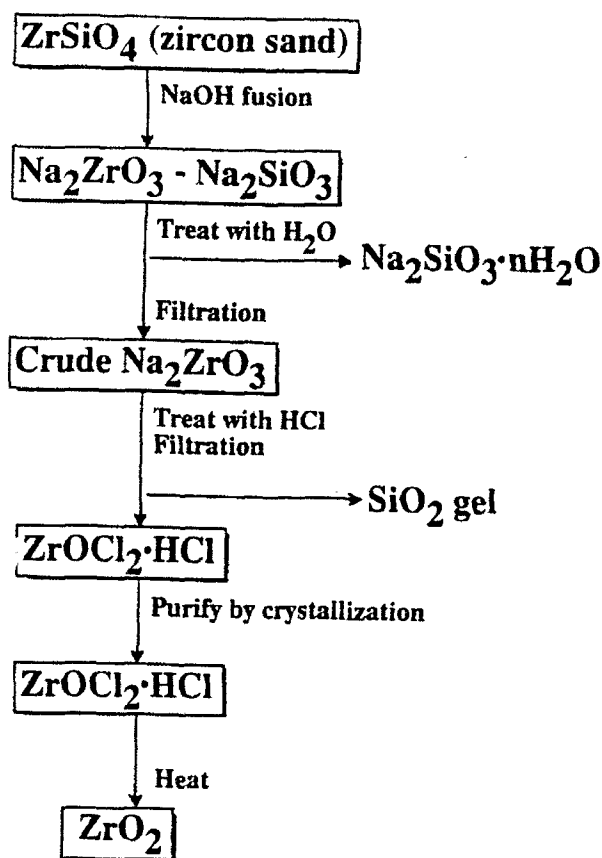 ZrSiO₄ (zircon sand)
NaOH fusion
Na₂ZrO₃ - Na₂SiO₃
Treat with H₂O
Na₂SiO₃·nH₂O
Filtration
Crude Na₂ZrO₃
Treat with HCl
Filtration
SiO₂ gel
ZrOCl₂·HCl
Purify by crystallization
ZrOCl₂·HCl
Heat
ZrO₂